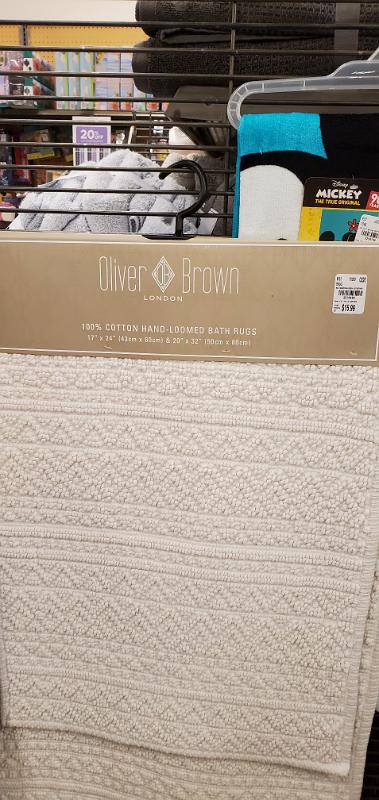 20%
Disney
MICKEY
THE TRUE ORIGINAL
Oliver Brown
LONDON
100% COTTON HAND-LOOMED BATH RUGS
17" x 24" (43cm x 60cm) & 20" x 32" (50cm x 80cm)
$15.99